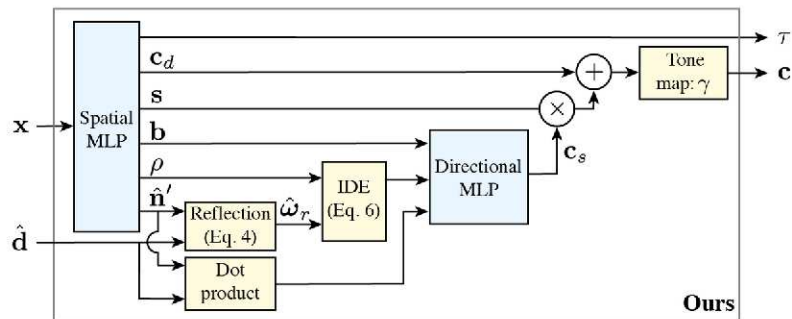 τ
c_d
Tone
map: γ
c
s
x
Spatial
MLP
b
c_s
ρ
IDE
(Eq. 6)
Directional
MLP
n̂′
Reflection
(Eq. 4)
ω̂_r
d̂
Dot
product
Ours